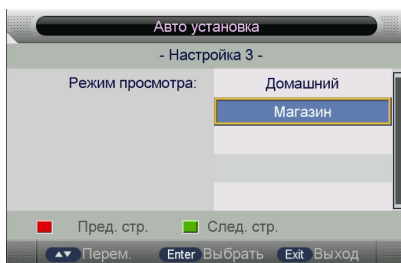 Авто установка
- Настройка 3 -
Режим просмотра: Домашний
Магазин
Пред. стр. След. стр.
▲▼ Перем. Enter Выбрать Exit Выход